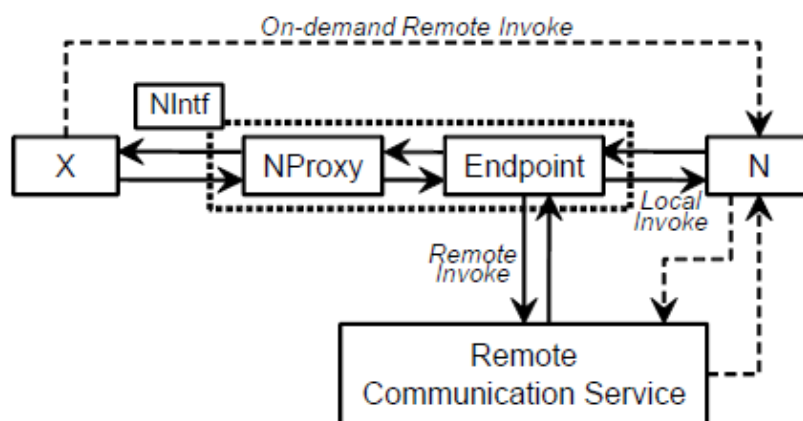 On-demand Remote Invoke
NIntf
X
NProxy
Endpoint
N
Local
Invoke
Remote
Invoke
Remote
Communication Service